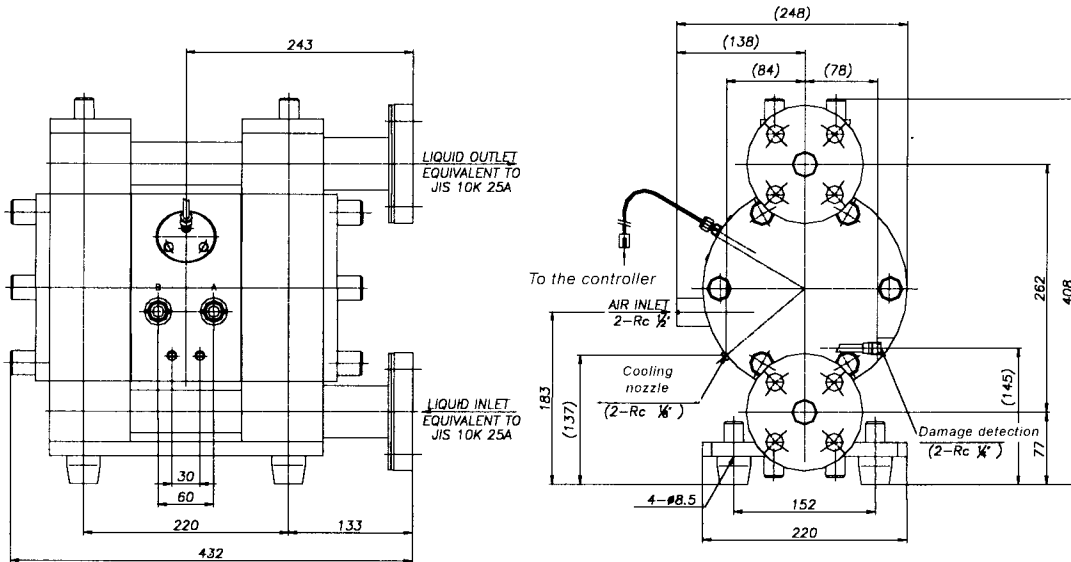 243
LIQUID OUTLET
EQUIVALENT TO
JIS 10K 25A
B
A
LIQUID INLET
EQUIVALENT TO
JIS 10K 25A
30
60
220
133
432
(248)
(138)
(84)
(78)
To the controller
AIR INLET
2-Rc ½"
Cooling
nozzle
(2-Rc ⅛")
183
(137)
4-ø8.5
152
220
Damage detection
(2-Rc ¼")
(145)
77
262
408